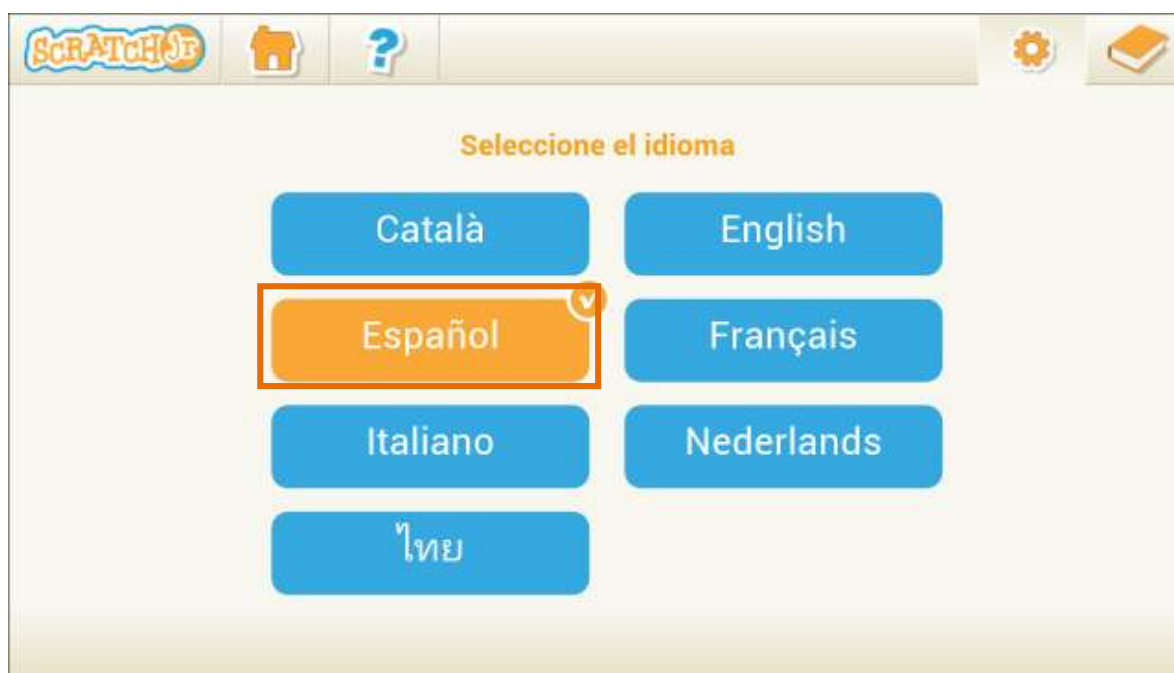 SCRATCHJr
?
Seleccione el idioma
Català
English
Español
Français
Italiano
Nederlands
ไทย